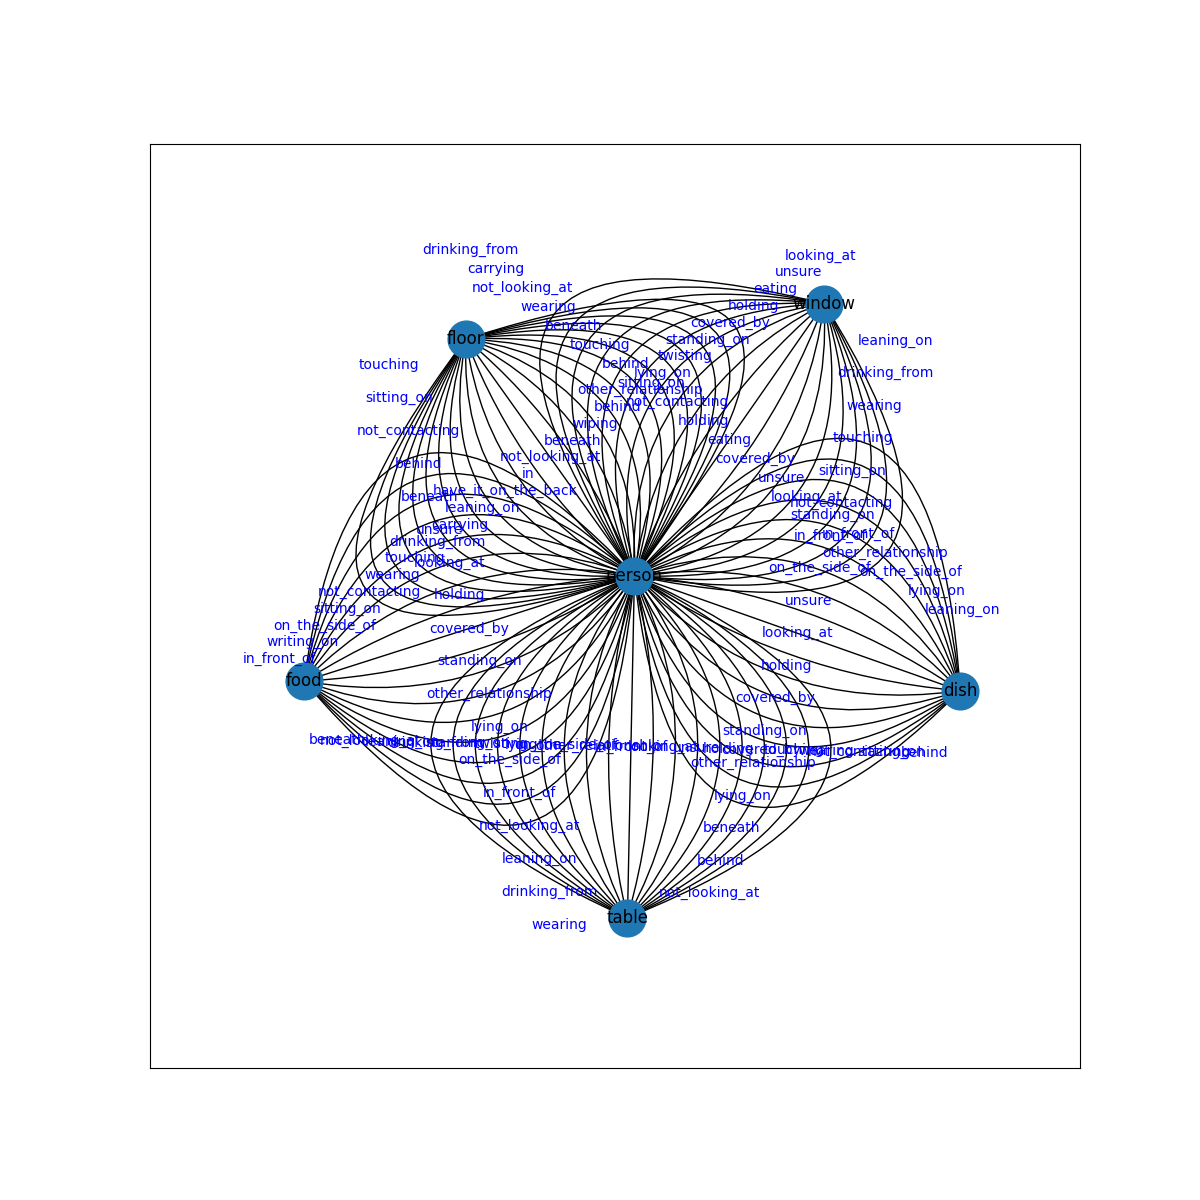 drinking_from
looking_at
carrying
unsure
not_looking_at
eating
wearing
holding
window
beneath
covered_by
floor
standing_on
leaning_on
touching
twisting
behind
touching
lying_on
drinking_from
sitting_on
other_relationship
sitting_on
not_contacting
behind
wearing
holding
wiping
not_contacting
beneath
eating
touching
not_looking_at
covered_by
behind
in
unsure
sitting_on
have_it_on_the_back
beneath
looking_at
not_contacting
leaning_on
standing_on
carrying
unsure
in_front_of
in_front_of
drinking_from
other_relationship
touching
looking_at
on_the_side_of
on_the_side_of
wearing
person
not_contacting
holding
lying_on
unsure
sitting_on
leaning_on
on_the_side_of
covered_by
looking_at
writing_on
in_front_of
standing_on
holding
food
dish
other_relationship
covered_by
lying_on
standing_on
behind
on_the_side_of
other_relationship
in_front_of
lying_on
not_looking_at
beneath
leaning_on
behind
drinking_from
not_looking_at
table
wearing